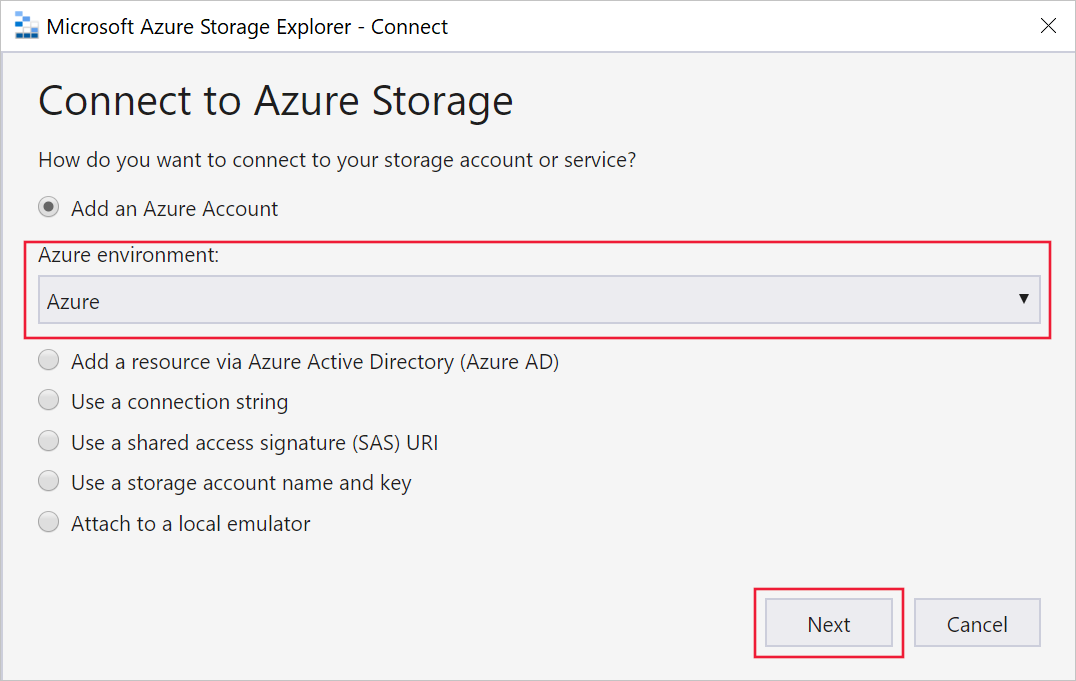 Microsoft Azure Storage Explorer - Connect
Connect to Azure Storage
How do you want to connect to your storage account or service?
Add an Azure Account
Azure environment:
Azure
Add a resource via Azure Active Directory (Azure AD)
Use a connection string
Use a shared access signature (SAS) URI
Use a storage account name and key
Attach to a local emulator
Next
Cancel